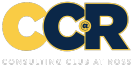 CCR
CONSULTING CLUB AT ROSS